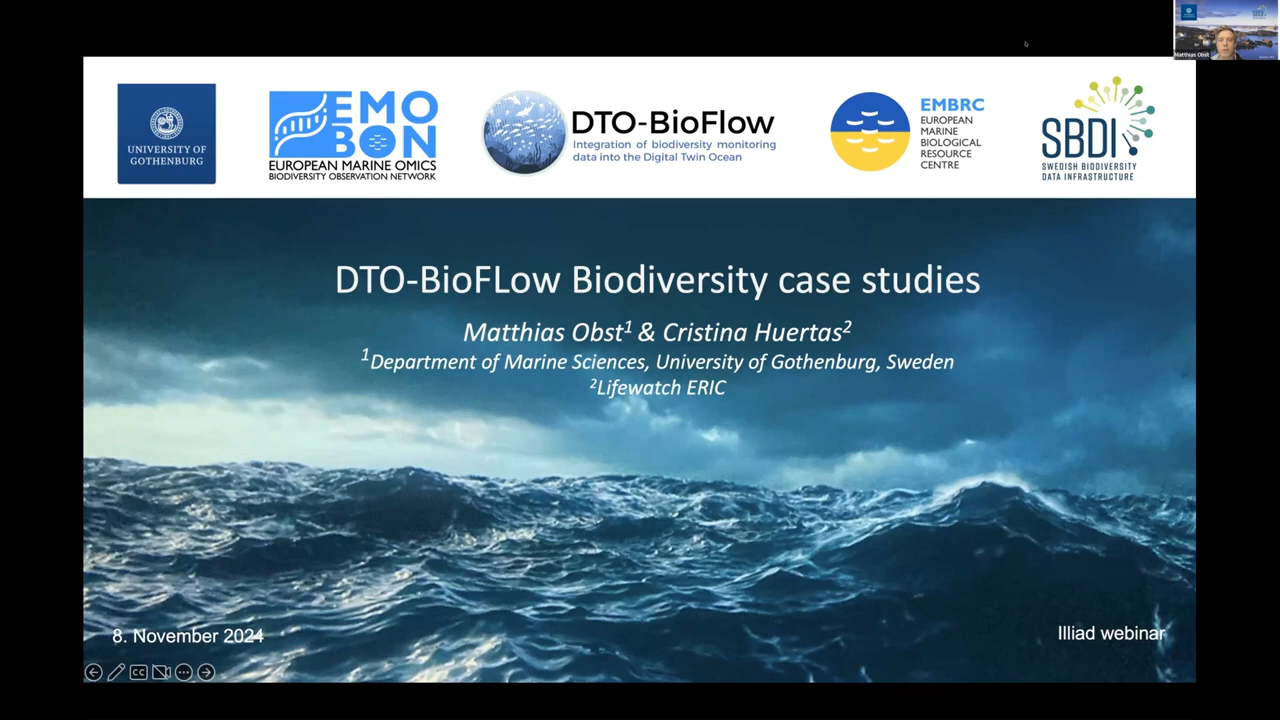 Matthias Obst
UNIVERSITY OF
GOTHENBURG
EMO
BON
EUROPEAN MARINE OMICS
BIODIVERSITY OBSERVATION NETWORK
DTO-BioFlow
Integration of biodiversity monitoring
data into the Digital Twin Ocean
EMBRC
EUROPEAN
MARINE
BIOLOGICAL
RESOURCE
CENTRE
SBDI
SWEDISH BIODIVERSITY
DATA INFRASTRUCTURE
DTO-BioFLow Biodiversity case studies
Matthias Obst¹ & Cristina Huertas²
¹Department of Marine Sciences, University of Gothenburg, Sweden
²Lifewatch ERIC
8. November 2024
Illiad webinar
CC